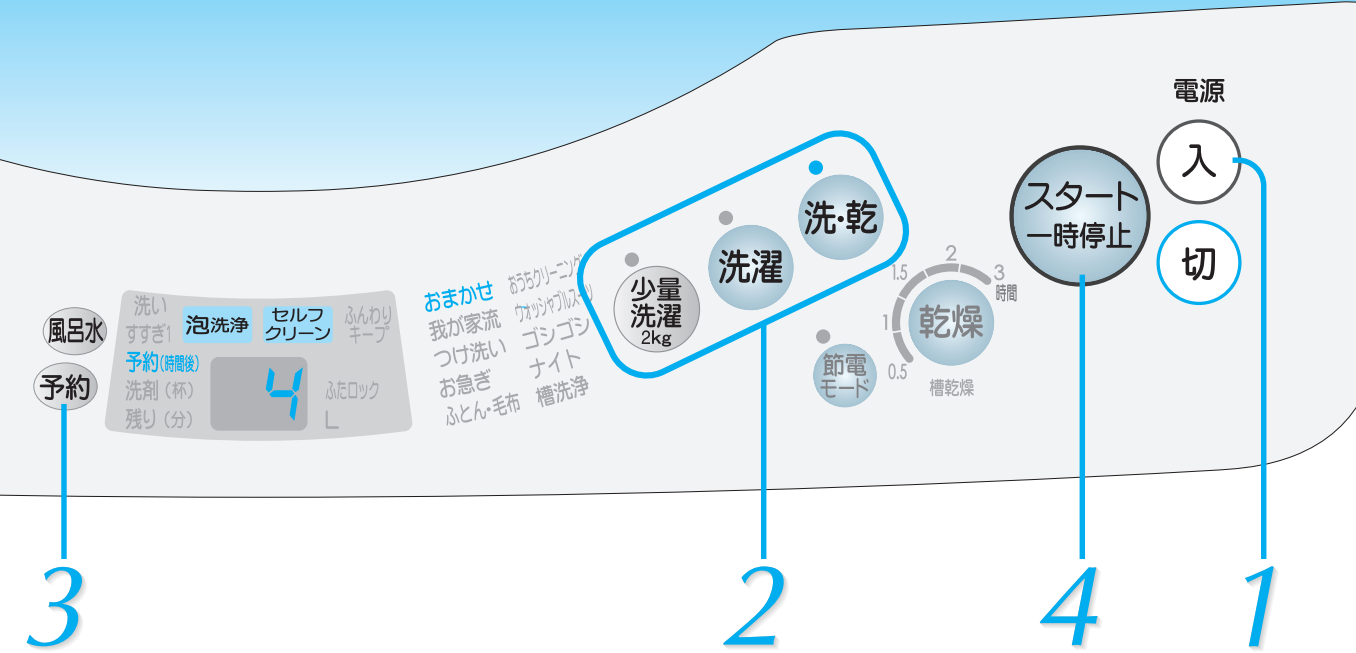 電源
入
切
スタート
一時停止
洗・乾
洗濯
少量
洗濯
2kg
0.5
1
1.5
2
3
時間
乾燥
槽乾燥
節電
モード
おまかせ
我が家流
つけ洗い
お急ぎ
ふとん・毛布
おうちクリーニング
ウォッシャブルスーツ
ゴシゴシ
ナイト
槽洗浄
風呂水
予約
洗い
すすぎ1
予約(時間後)
洗剤(杯)
残り(分)
泡洗浄
セルフ
クリーン
ふんわり
キープ
4
ふたロック
L
3
2
4
1